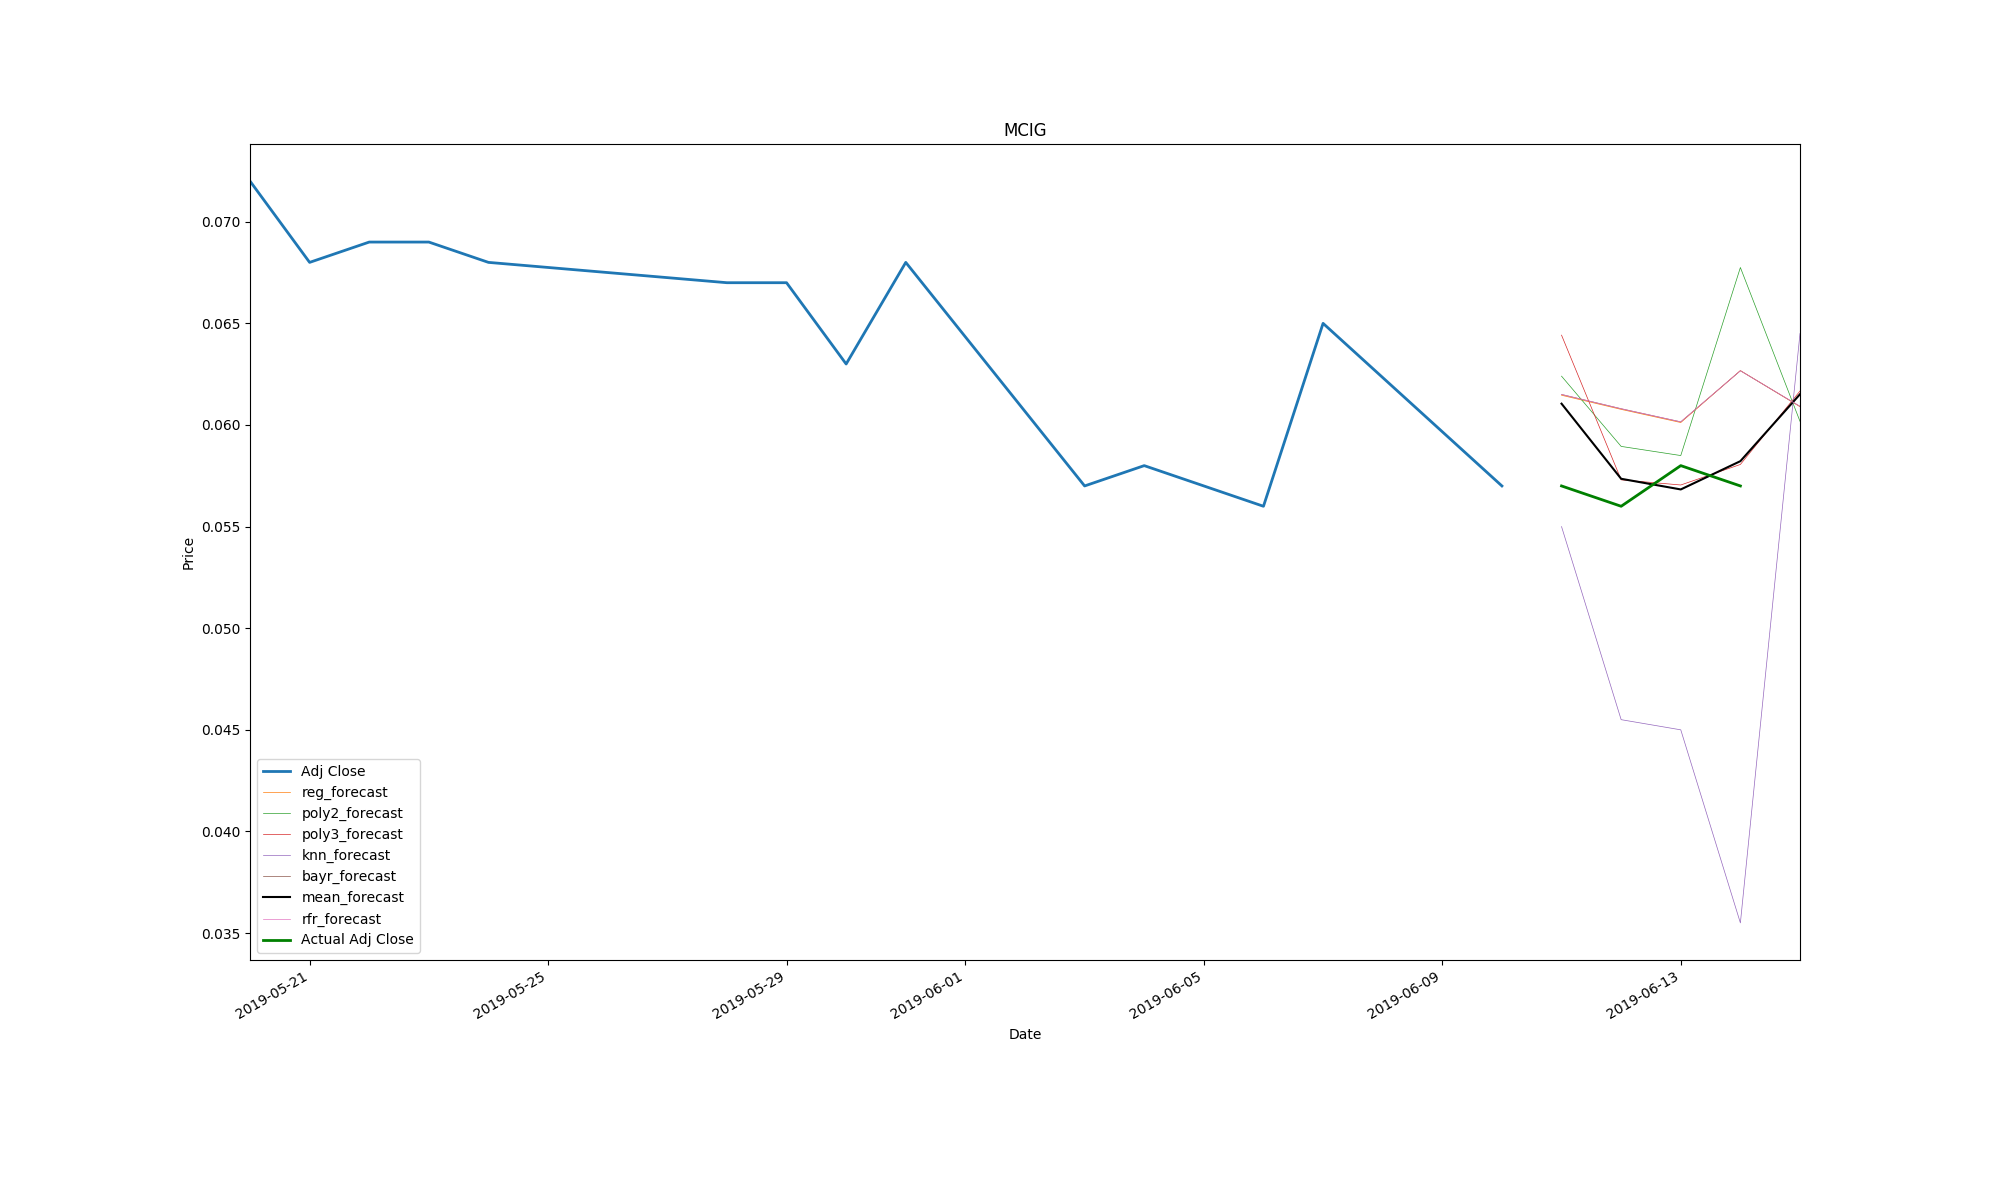 MCIG
0.070
0.065
0.060
0.055
0.050
0.045
0.040
0.035
Price
Adj Close
reg_forecast
poly2_forecast
poly3_forecast
knn_forecast
bayr_forecast
mean_forecast
rfr_forecast
Actual Adj Close
2019-05-21
2019-05-25
2019-05-29
2019-06-01
2019-06-05
2019-06-09
2019-06-13
Date